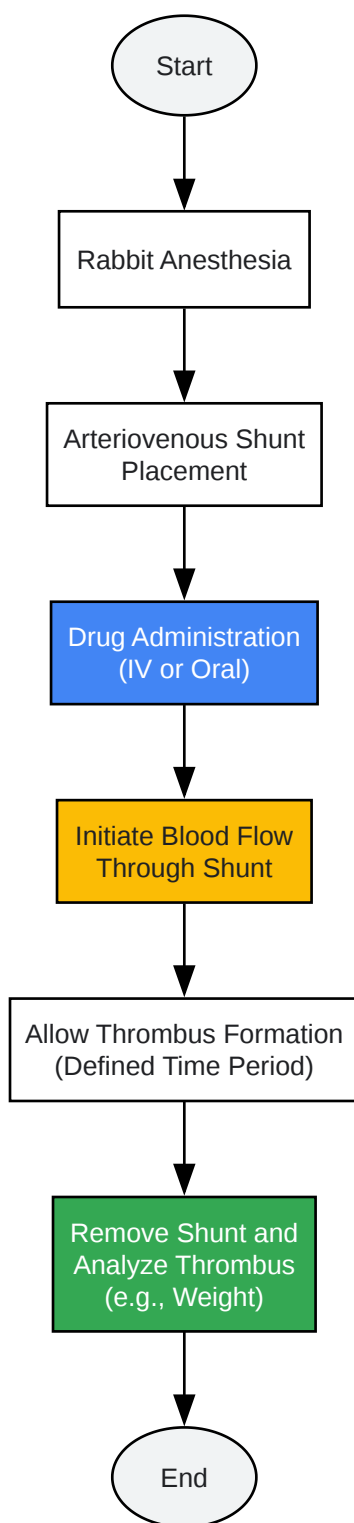 Start
Rabbit Anesthesia
Arteriovenous Shunt
Placement
Drug Administration
(IV or Oral)
Initiate Blood Flow
Through Shunt
Allow Thrombus Formation
(Defined Time Period)
Remove Shunt and
Analyze Thrombus
(e.g., Weight)
End